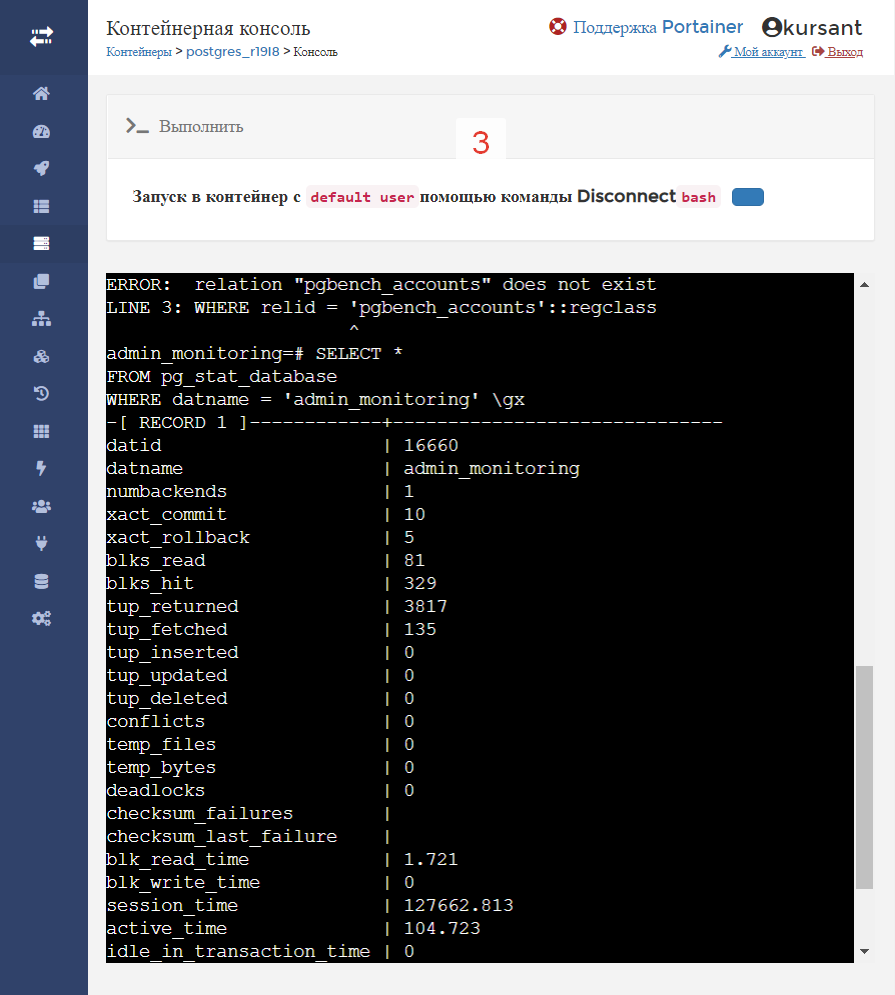 Контейнерная консоль
Поддержка Portainer
kursant
Контейнеры > postgres_r19l8 > Консоль
Мой аккаунт Выход
>_ Выполнить
3
Запуск в контейнер с default user помощью команды Disconnect bash
ERROR:  relation "pgbench_accounts" does not exist
LINE 3: WHERE relid = 'pgbench_accounts'::regclass
^
admin_monitoring=# SELECT *
FROM pg_stat_database
WHERE datname = 'admin_monitoring' \gx
-[ RECORD 1 ]------------+------------------------------
datid                    | 16660
datname                  | admin_monitoring
numbackends              | 1
xact_commit              | 10
xact_rollback            | 5
blks_read                | 81
blks_hit                 | 329
tup_returned             | 3817
tup_fetched              | 135
tup_inserted             | 0
tup_updated              | 0
tup_deleted              | 0
conflicts                | 0
temp_files               | 0
temp_bytes               | 0
deadlocks                | 0
checksum_failures        |
checksum_last_failure    |
blk_read_time            | 1.721
blk_write_time           | 0
session_time             | 127662.813
active_time              | 104.723
idle_in_transaction_time | 0